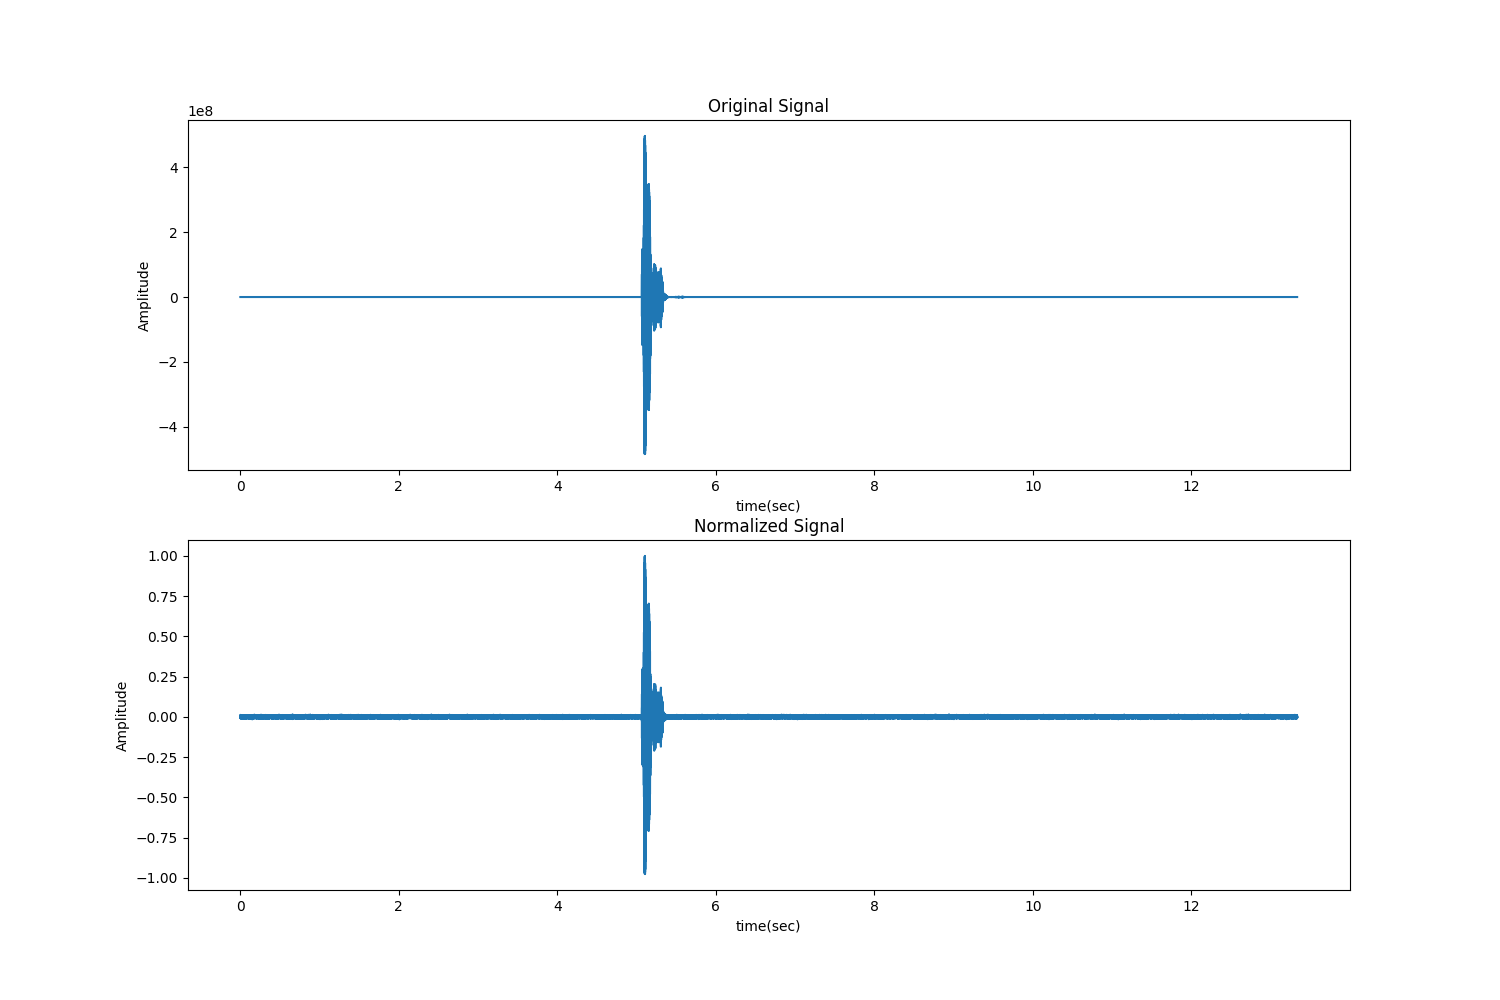 Original Signal
1e8
4
2
0
−2
−4
Amplitude
0 2 4 6 8 10 12
time(sec)
Normalized Signal
1.00
0.75
0.50
0.25
0.00
−0.25
−0.50
−0.75
−1.00
Amplitude
0 2 4 6 8 10 12
time(sec)